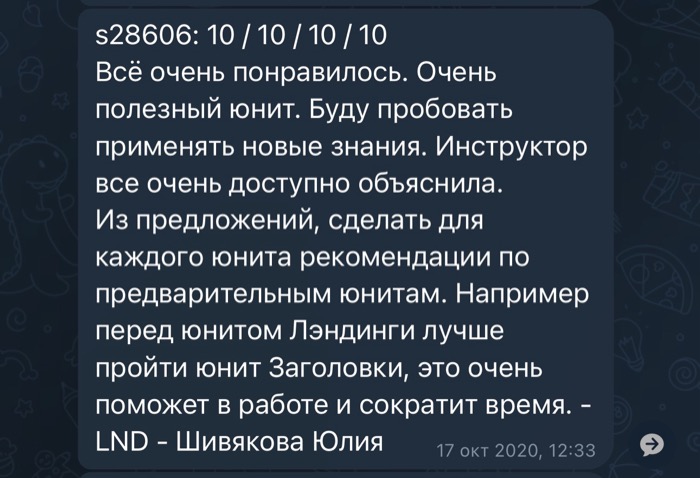 s28606: 10 / 10 / 10 / 10
Всё очень понравилось. Очень
полезный юнит. Буду пробовать
применять новые знания. Инструктор
все очень доступно объяснила.
Из предложений, сделать для
каждого юнита рекомендации по
предварительным юнитам. Например
перед юнитом Лэндинги лучше
пройти юнит Заголовки, это очень
поможет в работе и сократит время. -
LND - Шивякова Юлия
17 окт 2020, 12:33